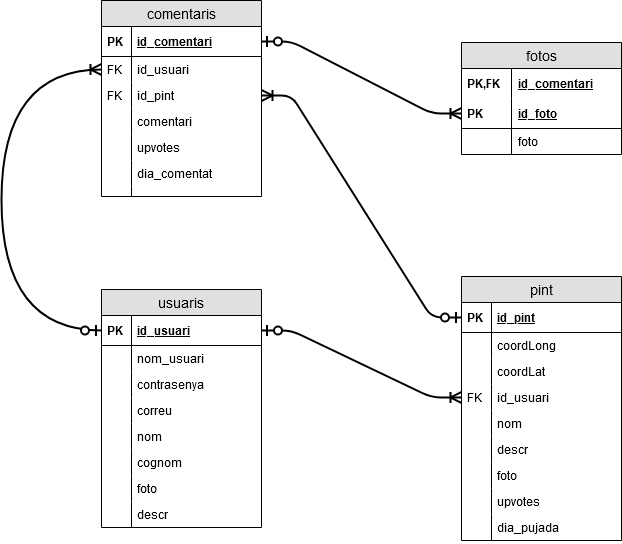 comentaris
PK id_comentari
FK id_usuari
FK id_pint
comentari
upvotes
dia_comentat
fotos
PK,FK id_comentari
PK id_foto
foto
usuaris
PK id_usuari
nom_usuari
contrasenya
correu
nom
cognom
foto
descr
pint
PK id_pint
coordLong
coordLat
FK id_usuari
nom
descr
foto
upvotes
dia_pujada